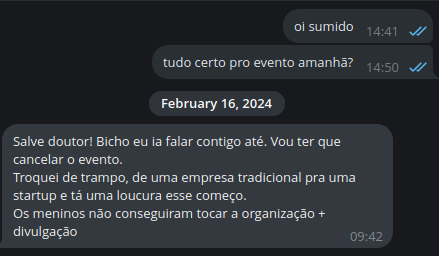 oi sumido 14:41
tudo certo pro evento amanhã? 14:50
February 16, 2024
Salve doutor! Bicho eu ia falar contigo até. Vou ter que
cancelar o evento.
Troquei de trampo, de uma empresa tradicional pra uma
startup e tá uma loucura esse começo.
Os meninos não conseguiram tocar a organização +
divulgação
09:42